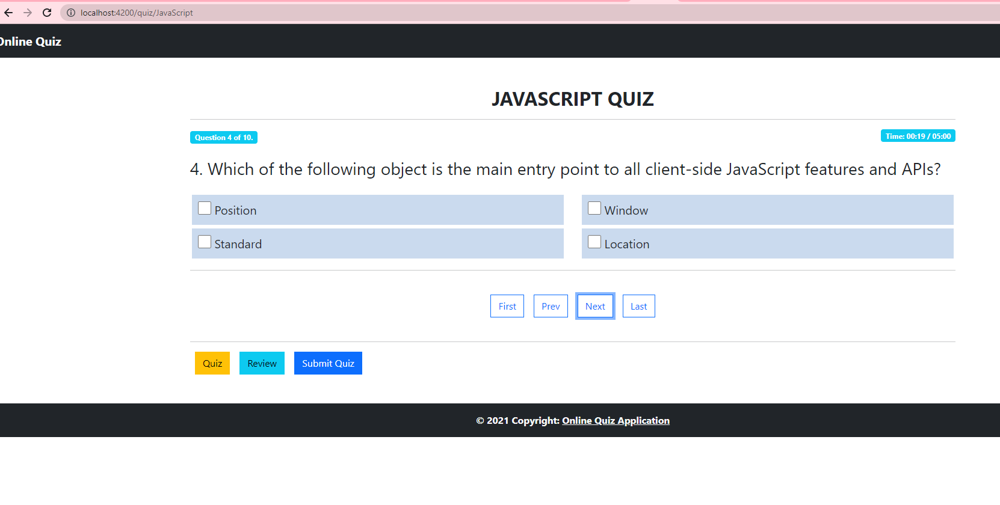 localhost:4200/quiz/JavaScript
Online Quiz
JAVASCRIPT QUIZ
Question 4 of 10.
Time: 00:19 / 05:00
4. Which of the following object is the main entry point to all client-side JavaScript features and APIs?
Position
Window
Standard
Location
First Prev Next Last
Quiz Review Submit Quiz
© 2021 Copyright: Online Quiz Application